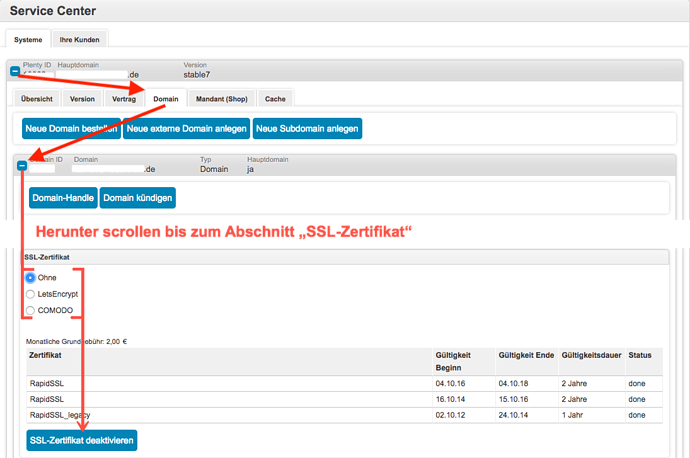 Service Center
Systeme Ihre Kunden
Plenty ID Hauptdomain Version
.de stable7
Übersicht Version Vertrag Domain Mandant (Shop) Cache
Neue Domain bestellen Neue externe Domain anlegen Neue Subdomain anlegen
Domain ID Domain Typ Hauptdomain
.de Domain ja
Domain-Handle Domain kündigen
Herunter scrollen bis zum Abschnitt „SSL-Zertifikat“
SSL-Zertifikat
Ohne
LetsEncrypt
COMODO
Monatliche Grundgebühr: 2,00 €
Zertifikat Gültigkeit Beginn Gültigkeit Ende Gültigkeitsdauer Status
RapidSSL 04.10.16 04.10.18 2 Jahre done
RapidSSL 16.10.14 15.10.16 2 Jahre done
RapidSSL_legacy 02.10.12 24.10.14 1 Jahr done
SSL-Zertifikat deaktivieren